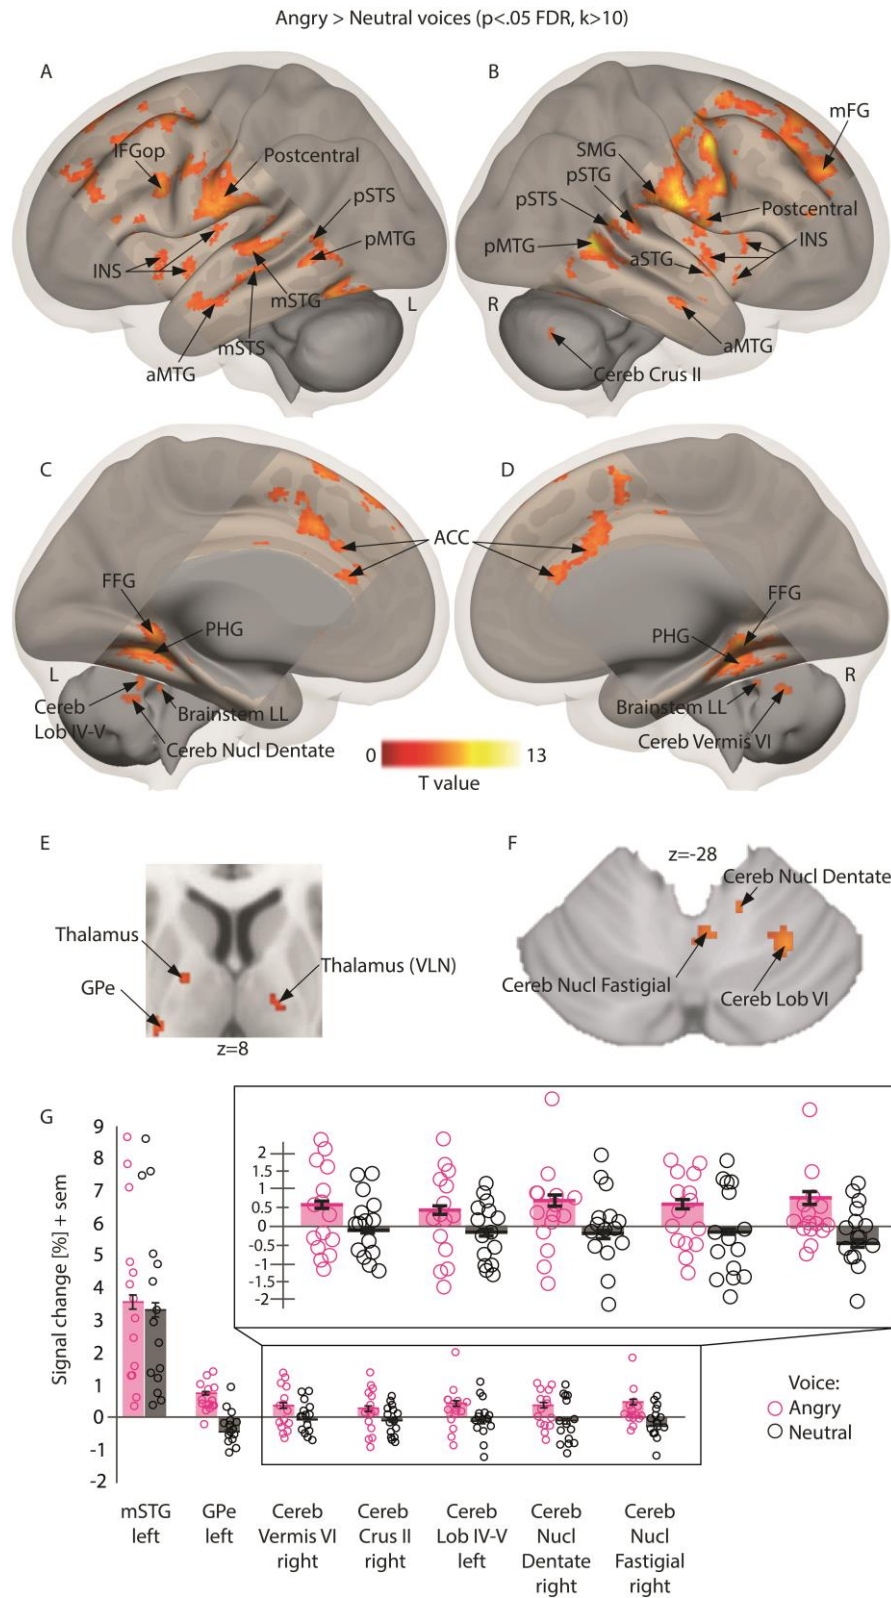 Angry > Neutral voices (p<.05 FDR, k>10)
A
IFGop
Postcentral
pSTS
pMTG
INS
mSTG
mSTS
aMTG
L
B
mFG
SMG
pSTG
pSTS
Postcentral
pMTG
INS
aSTG
R
aMTG
Cereb Crus II
C
ACC
FFG
PHG
L
Cereb
Lob IV-V
Brainstem LL
Cereb Nucl Dentate
D
FFG
PHG
R
Brainstem LL
Cereb Vermis VI
0
13
T value
E
Thalamus
GPe
Thalamus (VLN)
z=8
F
z=-28
Cereb Nucl Dentate
Cereb Nucl Fastigial
Cereb Lob VI
G
Signal change [%] + sem
9
8
7
6
5
4
3
2
1
0
-1
-2
2
1.5
1
0.5
0
-0.5
-1
-1.5
-2
Voice:
Angry
Neutral
mSTG
left
GPe
left
Cereb
Vermis VI
right
Cereb
Crus II
right
Cereb
Lob IV-V
left
Cereb
Nucl
Dentate
right
Cereb
Nucl
Fastigial
right